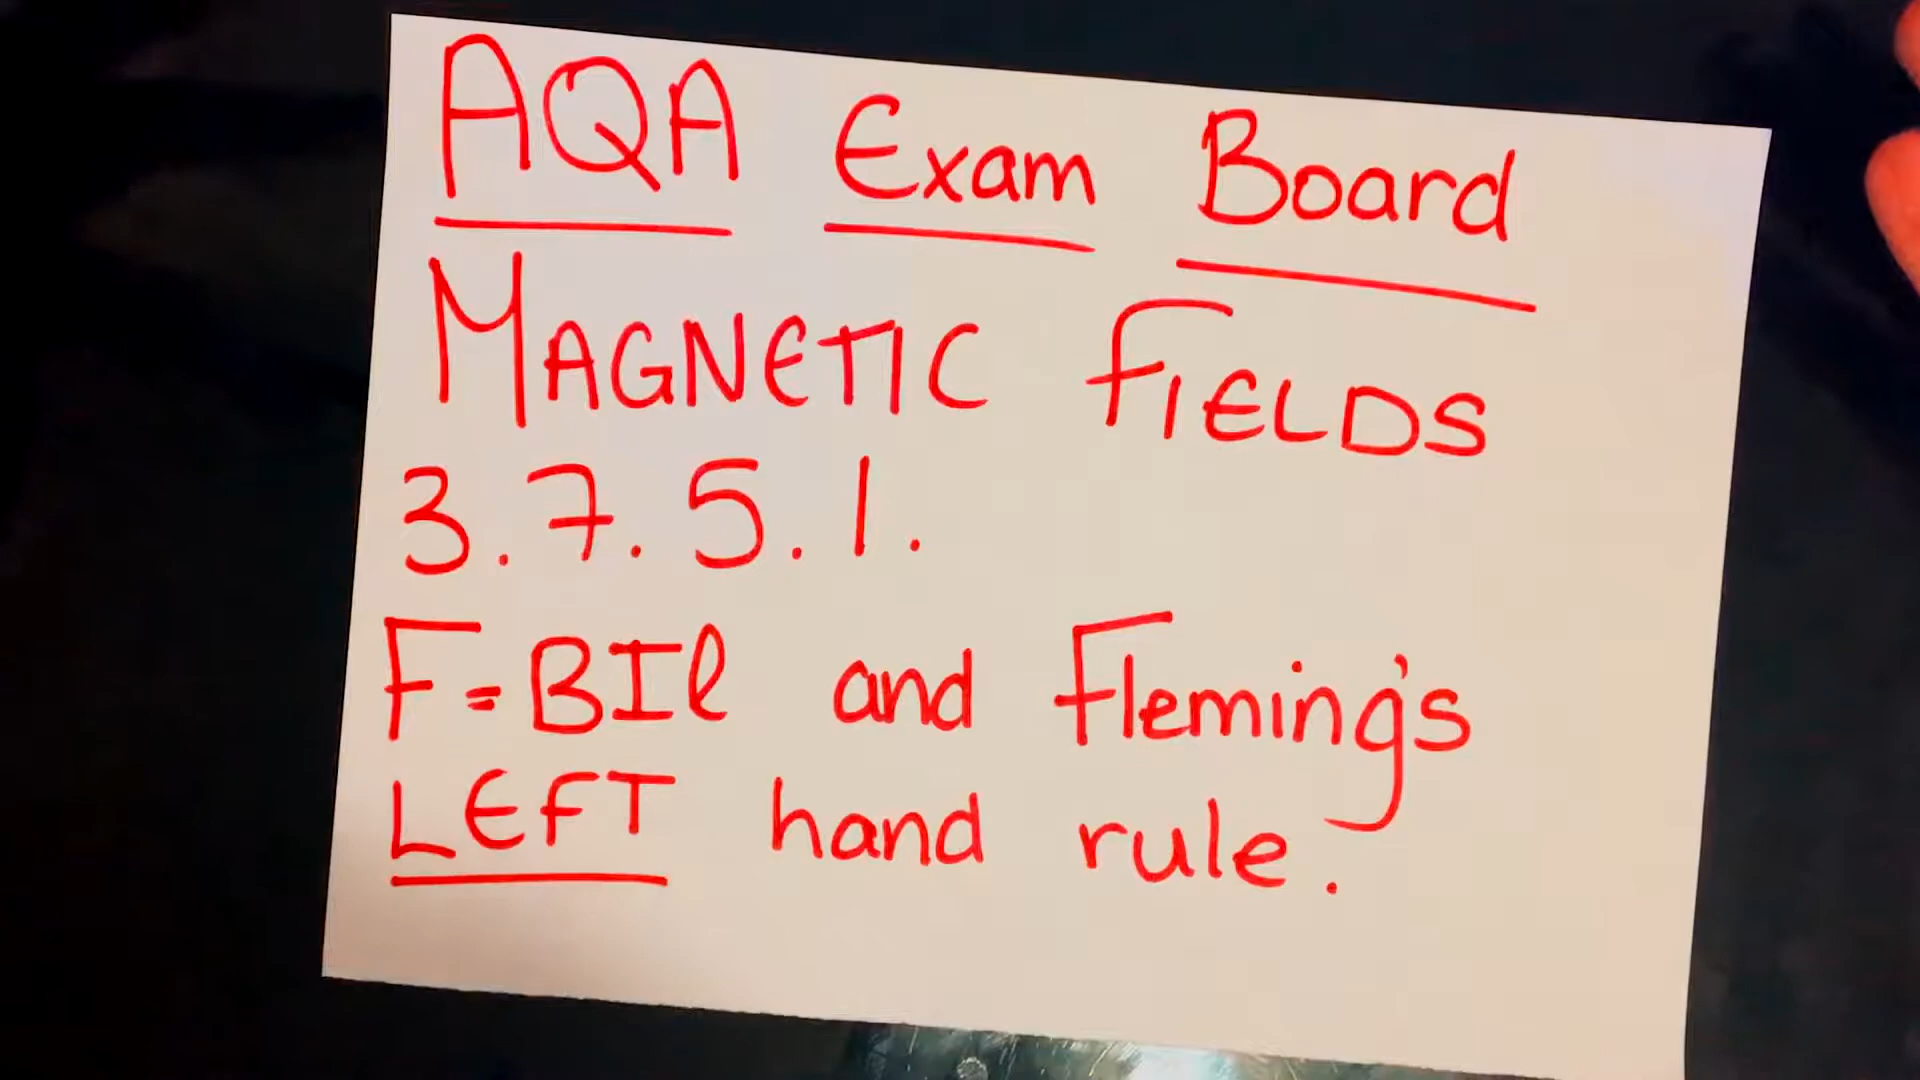 AQA Exam Board
MAGNETIC FIELDS
3.7.5.1.
F=BIl and Fleming's
LEFT hand rule.